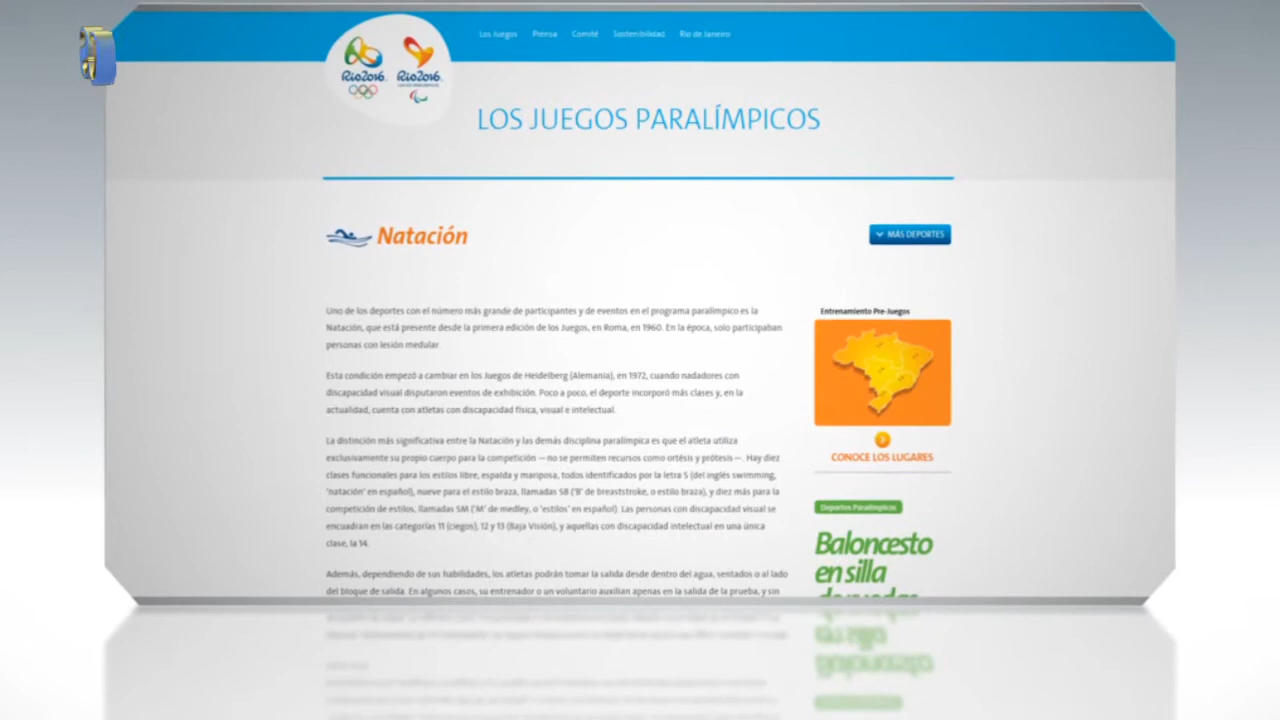 Los Juegos Prensa Comité Sostenibilidad Rio de Janeiro
Rio2016 Rio2016
LOS JUEGOS PARALÍMPICOS
Natación
MÁS DEPORTES
Uno de los deportes con el número más grande de participantes y de eventos en el programa paralímpico es la
Natación, que está presente desde la primera edición de los Juegos, en Roma, en 1960. En la época, solo participaban
personas con lesión medular.
Esta condición empezó a cambiar en los Juegos de Heidelberg (Alemania), en 1972, cuando nadadores con
discapacidad visual disputaron eventos de exhibición. Poco a poco, el deporte incorporó más clases y, en la
actualidad, cuenta con atletas con discapacidad física, visual e intelectual.
La distinción más significativa entre la Natación y las demás disciplina paralímpica es que el atleta utiliza
exclusivamente su propio cuerpo para la competición —no se permiten recursos como ortésis y prótesis—. Hay diez
clases funcionales para los estilos libre, espalda y mariposa, todos identificados por la letra S (del inglés swimming,
'natación' en español), nueve para el estilo braza, llamadas SB ('B' de breaststroke, o estilo braza), y diez más para la
competición de estilos, llamadas SM ('M' de medley, o 'estilos' en español). Las personas con discapacidad visual se
encuadran en las categorías 11 (ciegos), 12 y 13 (Baja Visión), y aquellas con discapacidad intelectual en una única
clase, la 14.
Además, dependiendo de sus habilidades, los atletas podrán tomar la salida desde dentro del agua, sentados o al lado
del bloque de salida. En algunos casos, su entrenador o un voluntario auxilian apenas en la salida de la prueba, y sin
Entrenamiento Pre-Juegos
CONOCE LOS LUGARES
Deportes Paralímpicos
Baloncesto
en silla
de ruedas